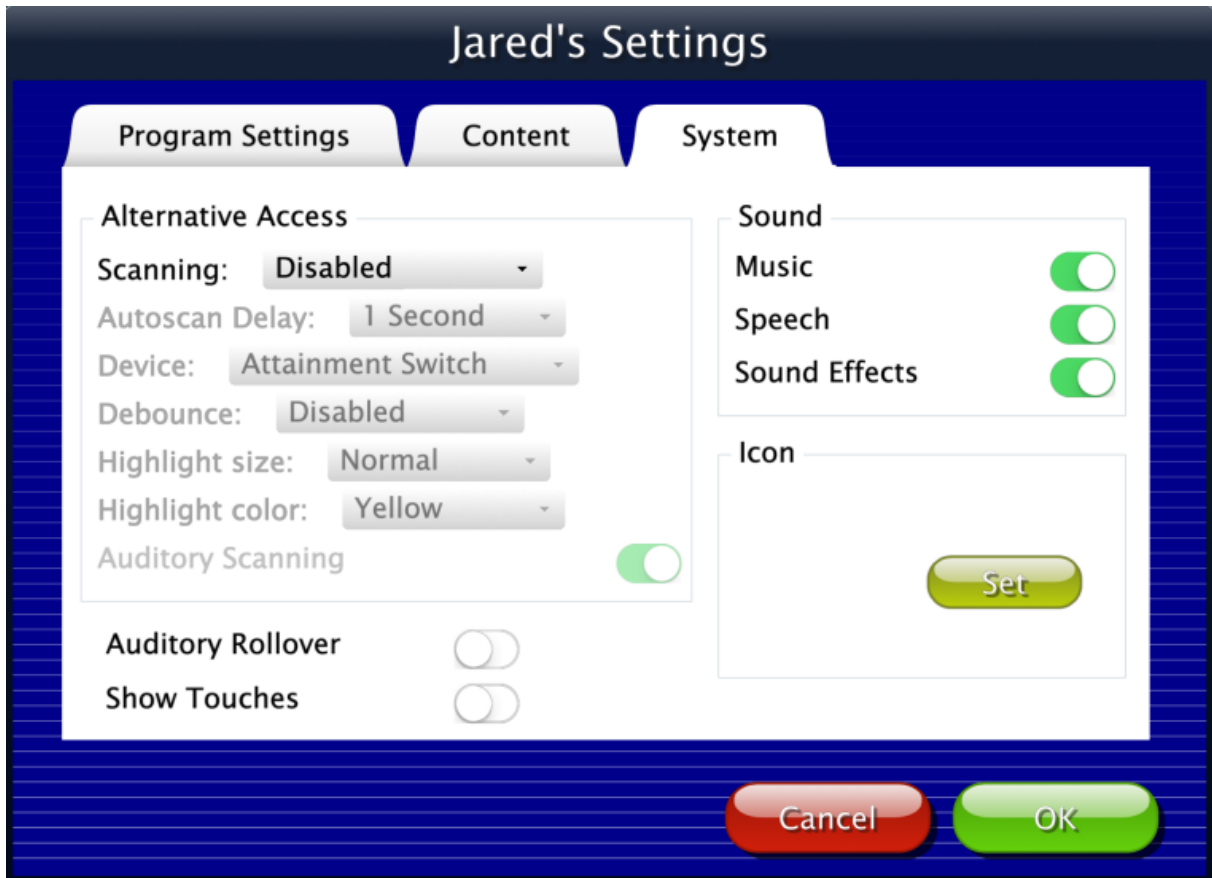 Jared's Settings
Program Settings
Content
System
Alternative Access
Scanning: Disabled
Autoscan Delay: 1 Second
Device: Attainment Switch
Debounce: Disabled
Highlight size: Normal
Highlight color: Yellow
Auditory Scanning
Auditory Rollover
Show Touches
Sound
Music
Speech
Sound Effects
Icon
Set
Cancel
OK